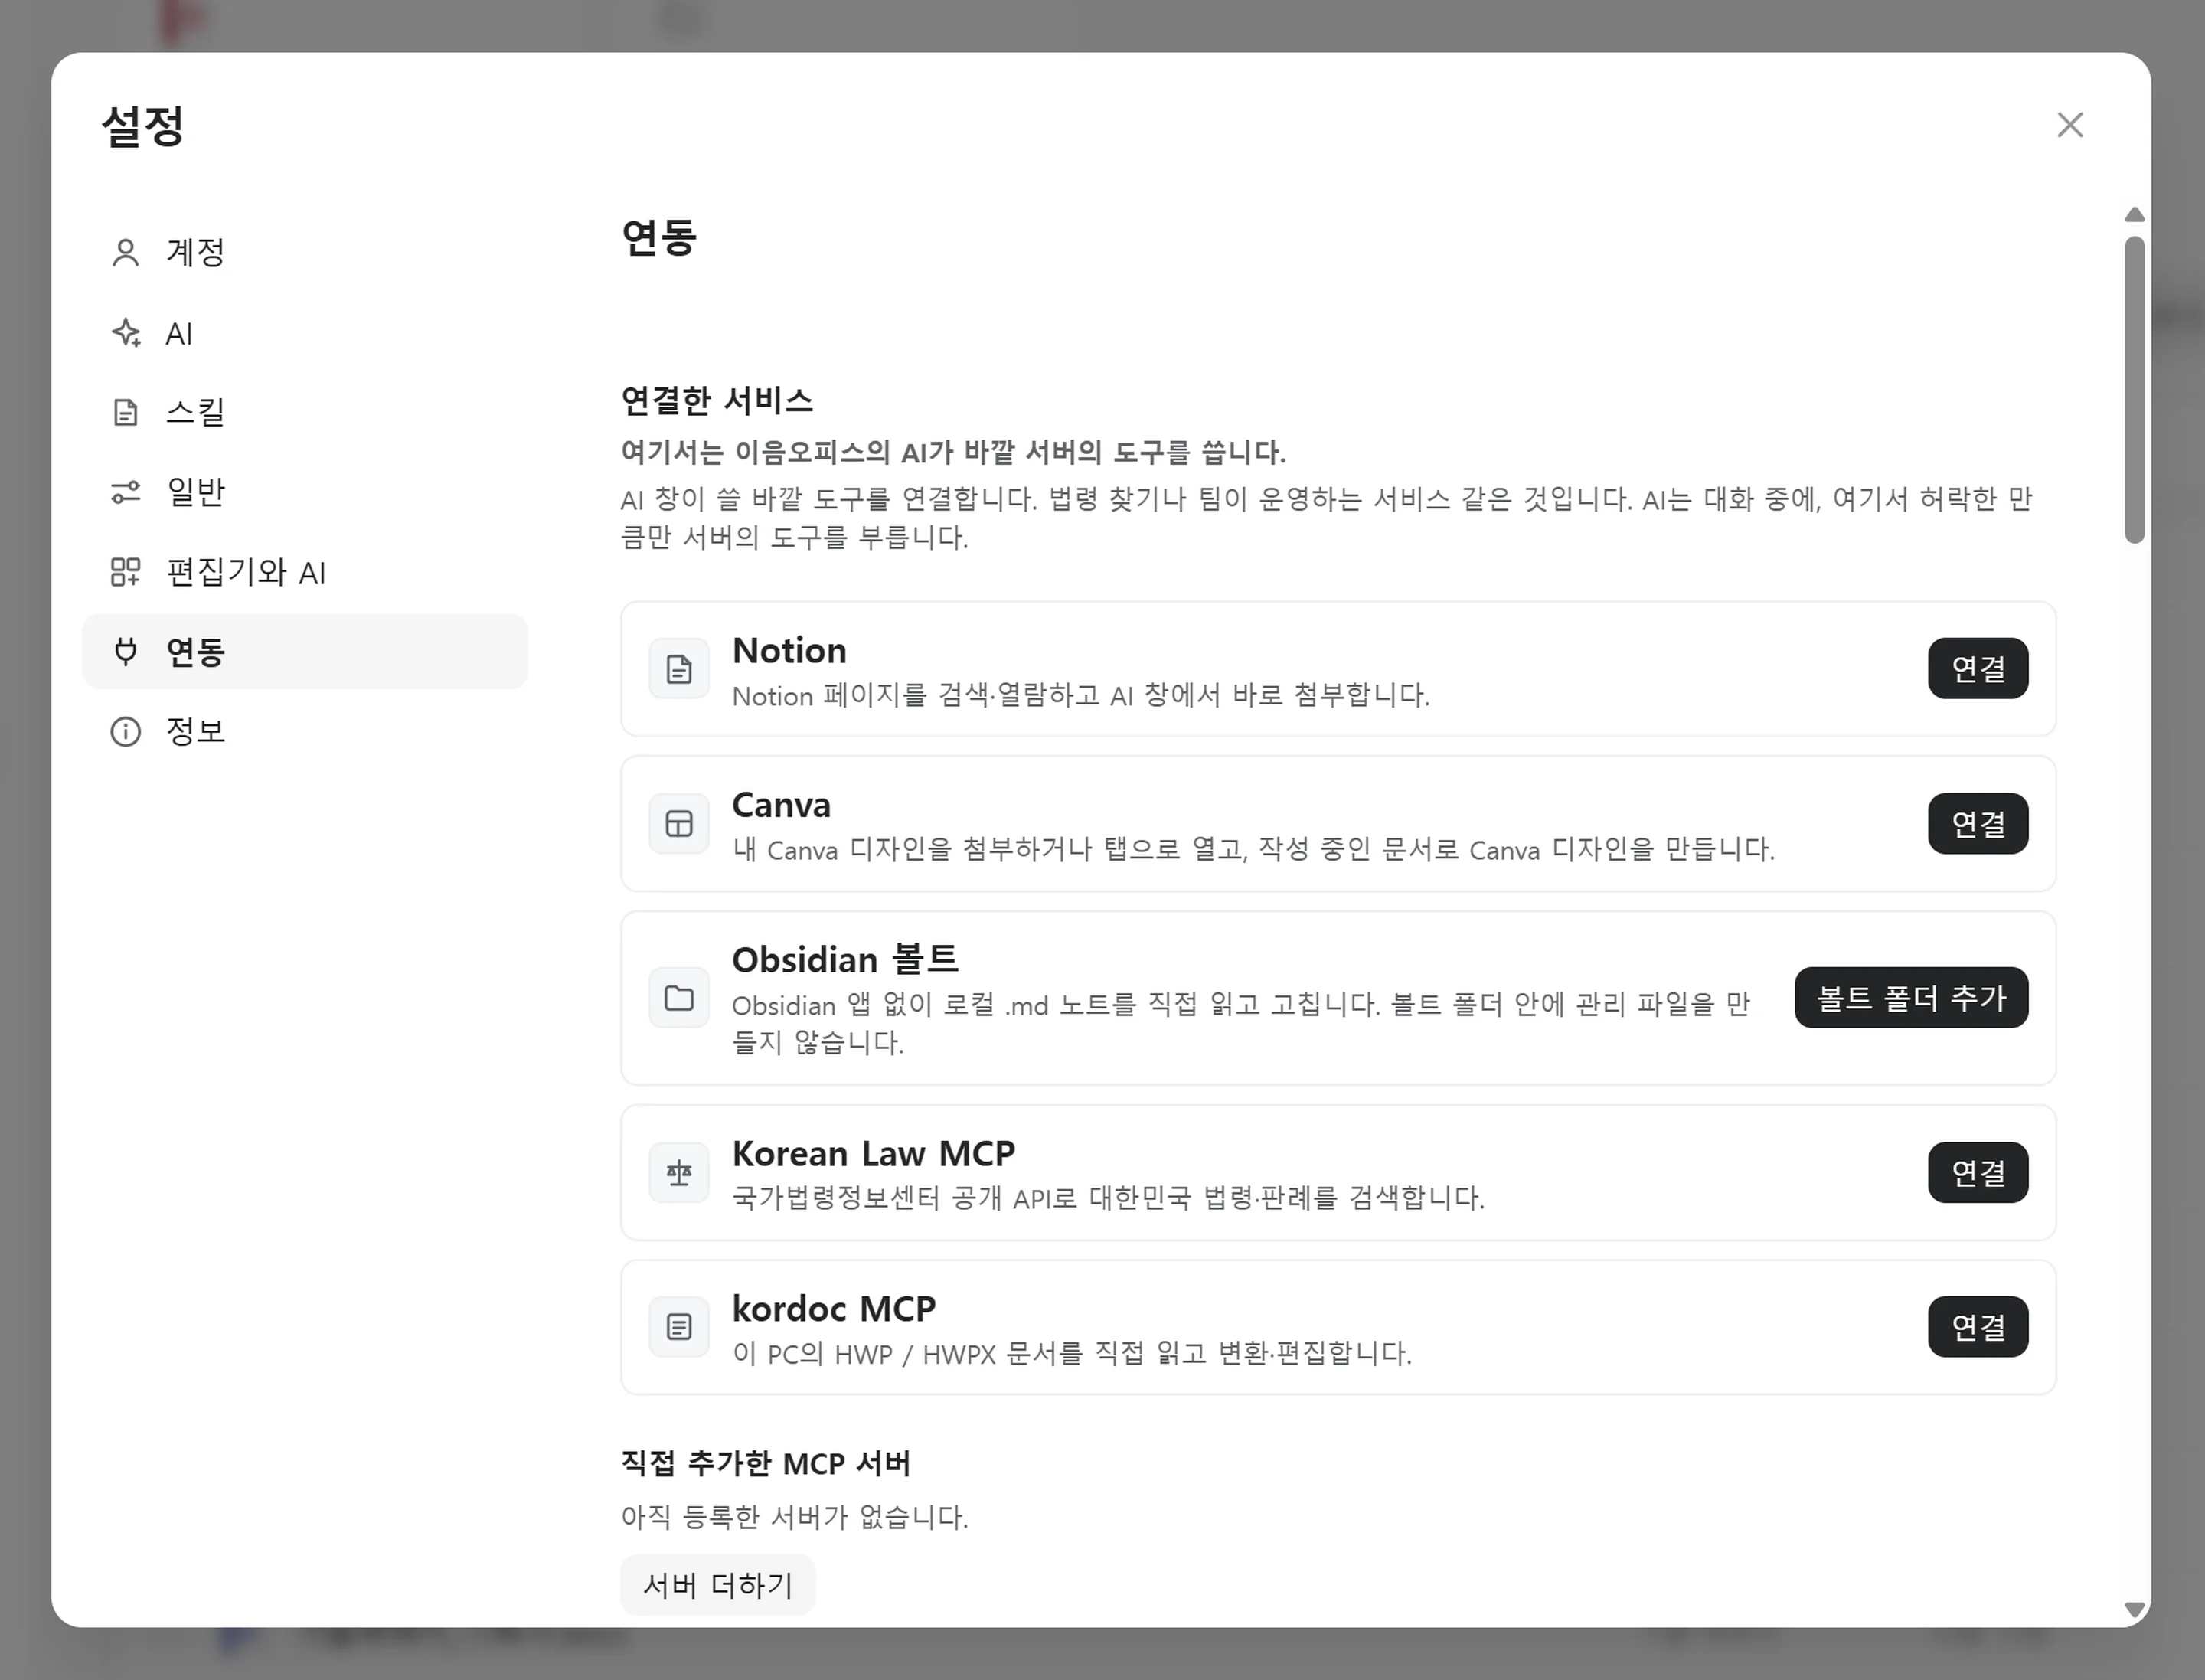 설정
계정
AI
스킬
일반
편집기와 AI
연동
정보
연동
연결한 서비스
여기서는 이음오피스의 AI가 바깥 서버의 도구를 씁니다.
AI 창이 쓸 바깥 도구를 연결합니다. 법령 찾기나 팀이 운영하는 서비스 같은 것입니다. AI는 대화 중에, 여기서 허락한 만
큼만 서버의 도구를 부릅니다.
Notion
Notion 페이지를 검색·열람하고 AI 창에서 바로 첨부합니다.
연결
Canva
내 Canva 디자인을 첨부하거나 탭으로 열고, 작성 중인 문서로 Canva 디자인을 만듭니다.
연결
Obsidian 볼트
Obsidian 앱 없이 로컬 .md 노트를 직접 읽고 고칩니다. 볼트 폴더 안에 관리 파일을 만
들지 않습니다.
볼트 폴더 추가
Korean Law MCP
국가법령정보센터 공개 API로 대한민국 법령·판례를 검색합니다.
연결
kordoc MCP
이 PC의 HWP / HWPX 문서를 직접 읽고 변환·편집합니다.
연결
직접 추가한 MCP 서버
아직 등록한 서버가 없습니다.
서버 더하기